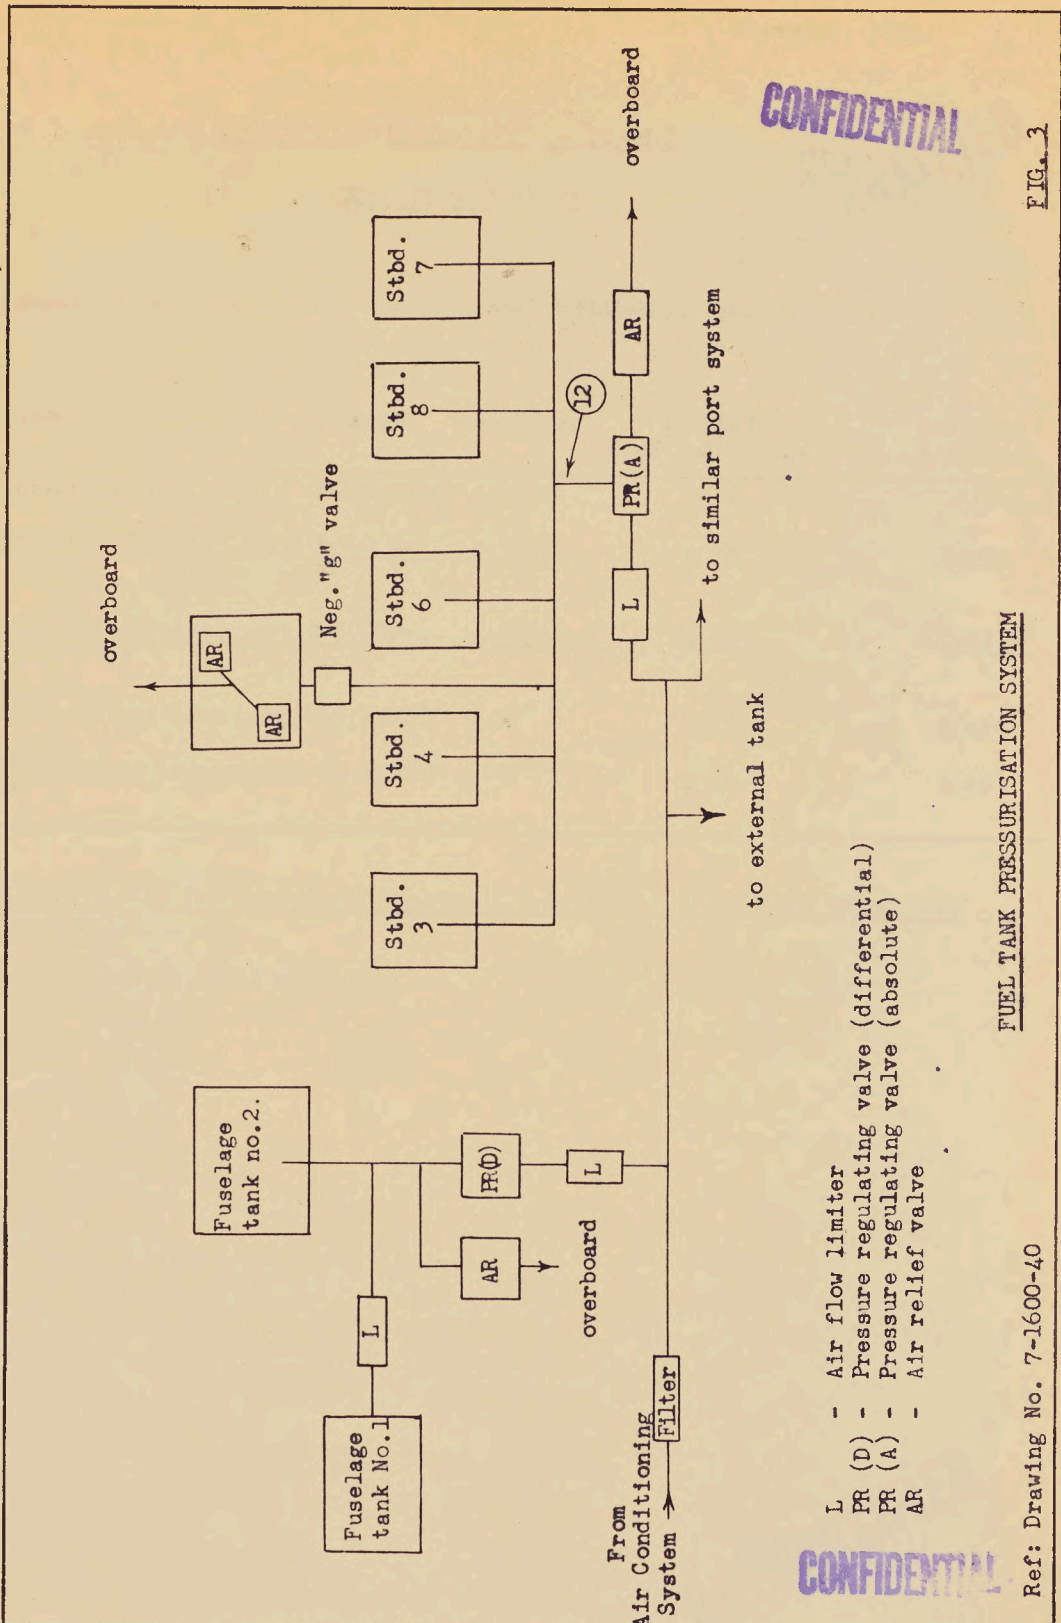 CONFIDENTIAL
overboard
AR
AR
Neg."g" valve
Stbd.
3
Stbd.
4
Stbd.
6
Stbd.
8
Stbd.
7
12
L
PR(A)
AR
overboard
to similar port system
to external tank
Fuselage
tank no.2.
Fuselage
tank No.1
L
PR(D)
AR
L
overboard
From
Air Conditioning
System
Filter
L - Air flow limiter
PR (D) - Pressure regulating valve (differential)
PR (A) - Pressure regulating valve (absolute)
AR - Air relief valve
CONFIDENTIAL
FUEL TANK PRESSURISATION SYSTEM
Ref: Drawing No. 7-1600-40
FIG. 3